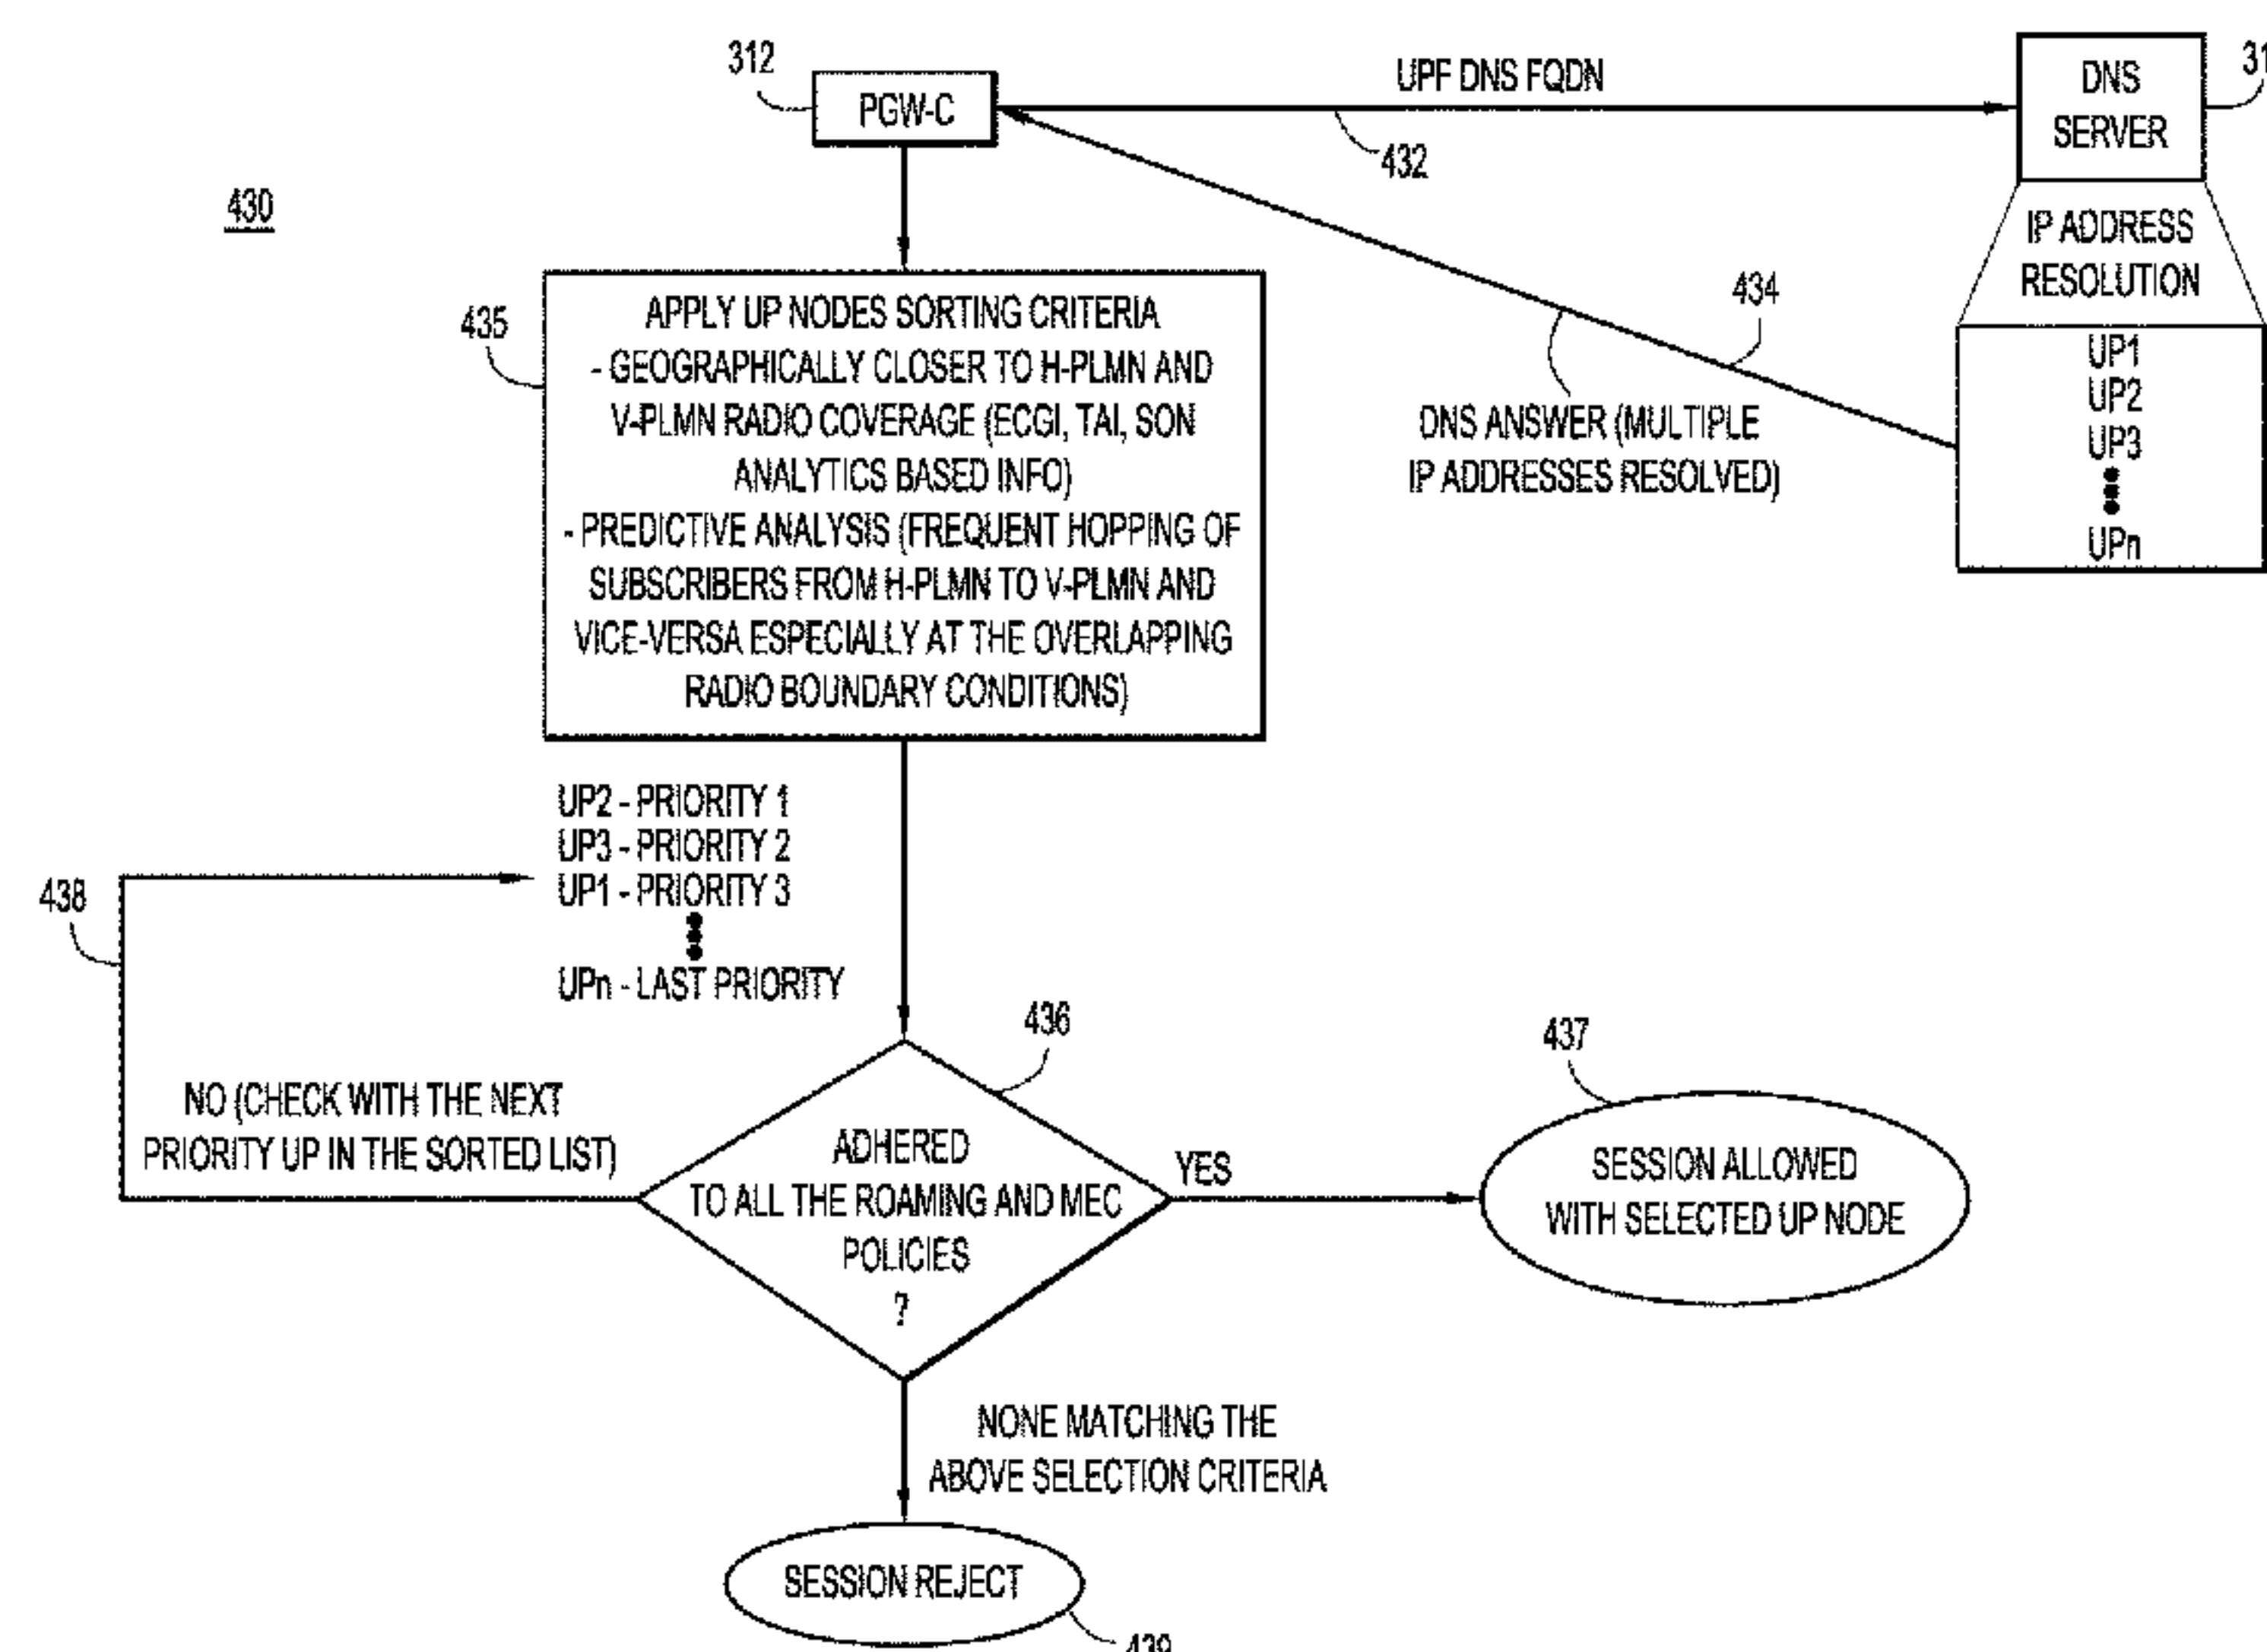 312
PGW-C
UPF DNS FQDN
432
DNS
SERVER
430
IP ADDRESS
RESOLUTION
UP1
UP2
UP3
UPn
434
DNS ANSWER (MULTIPLE
IP ADDRESSES RESOLVED)
435
APPLY UP NODES SORTING CRITERIA
- GEOGRAPHICALLY CLOSER TO H-PLMN AND
V-PLMN RADIO COVERAGE (ECGI, TAI, SON
ANALYTICS BASED INFO)
- PREDICTIVE ANALYSIS (FREQUENT HOPPING OF
SUBSCRIBERS FROM H-PLMN TO V-PLMN AND
VICE-VERSA ESPECIALLY AT THE OVERLAPPING
RADIO BOUNDARY CONDITIONS)
UP2 - PRIORITY 1
UP3 - PRIORITY 2
UP1 - PRIORITY 3
UPn - LAST PRIORITY
438
NO (CHECK WITH THE NEXT
PRIORITY UP IN THE SORTED LIST)
436
ADHERED
TO ALL THE ROAMING AND MEC
POLICIES
?
YES
437
SESSION ALLOWED
WITH SELECTED UP NODE
NONE MATCHING THE
ABOVE SELECTION CRITERIA
SESSION REJECT
439